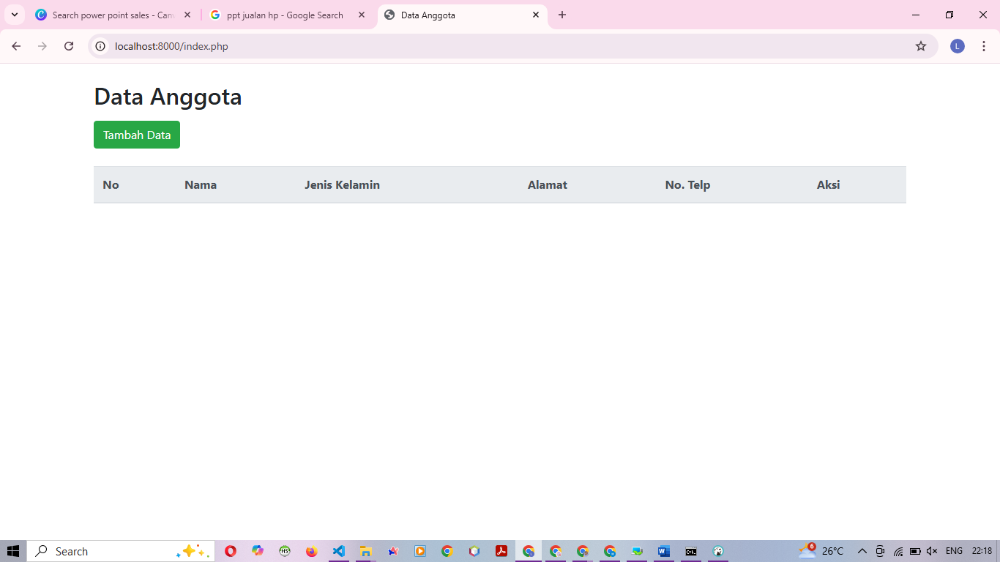 Search power point sales - Can
ppt jualan hp - Google Search
Data Anggota
localhost:8000/index.php
L
Data Anggota
Tambah Data
No Nama Jenis Kelamin Alamat No. Telp Aksi
Search
6
26°C
ENG
22:18